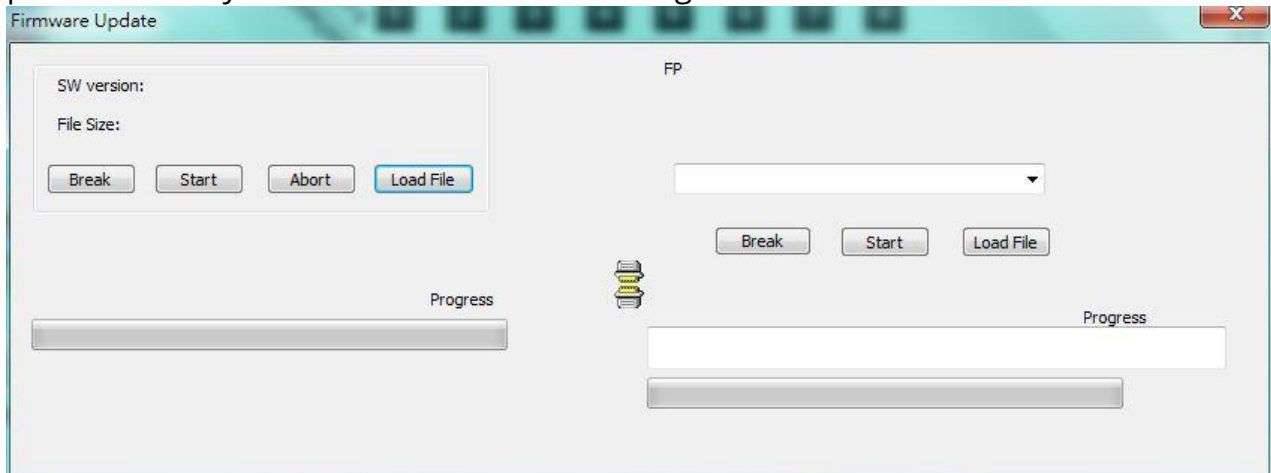 Firmware Update
SW version:
File Size:
Break Start Abort Load File
Progress
FP
Break Start Load File
Progress